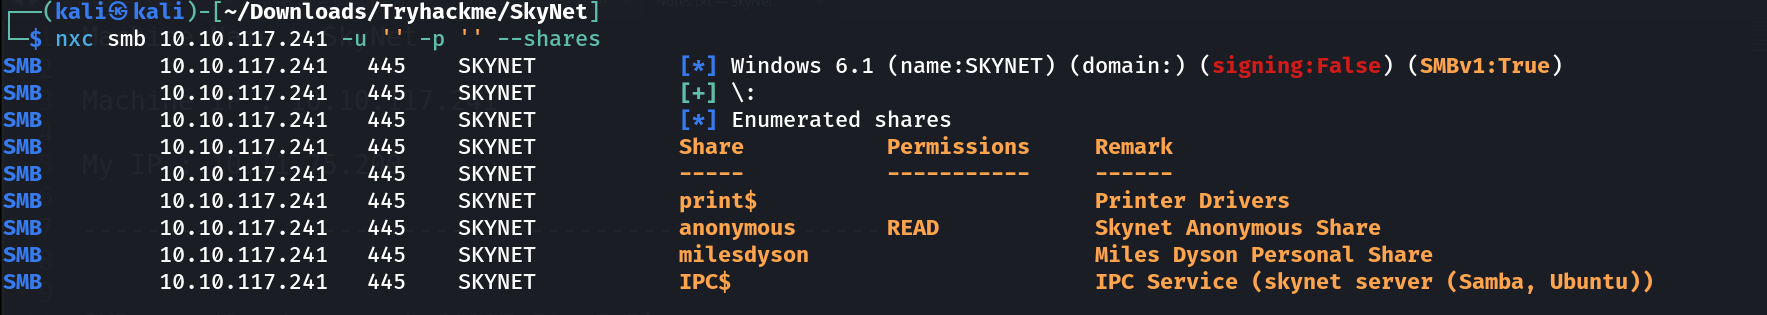 ┌──(kali㉿kali)-[~/Downloads/Tryhackme/SkyNet]
└─$ nxc smb 10.10.117.241 -u '' -p '' --shares
SMB 10.10.117.241 445 SKYNET [*] Windows 6.1 (name:SKYNET) (domain:) (signing:False) (SMBv1:True)
SMB 10.10.117.241 445 SKYNET [+] \:
SMB 10.10.117.241 445 SKYNET [*] Enumerated shares
SMB 10.10.117.241 445 SKYNET Share Permissions Remark
SMB 10.10.117.241 445 SKYNET ----- ----------- ------
SMB 10.10.117.241 445 SKYNET print$ Printer Drivers
SMB 10.10.117.241 445 SKYNET anonymous READ Skynet Anonymous Share
SMB 10.10.117.241 445 SKYNET milesdyson Miles Dyson Personal Share
SMB 10.10.117.241 445 SKYNET IPC$ IPC Service (skynet server (Samba, Ubuntu))